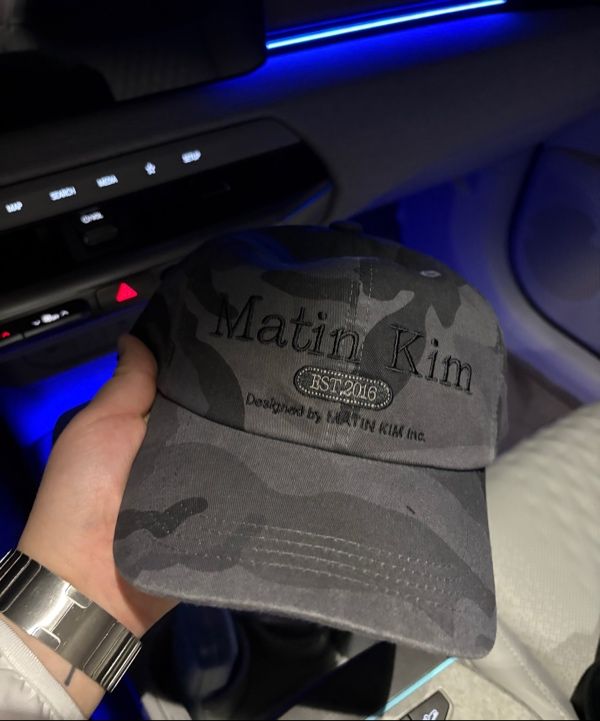 MAP
SEARCH
MEDIA
SETUP
Matin Kim
EST.2016
Designed by MATIN KIM Inc.